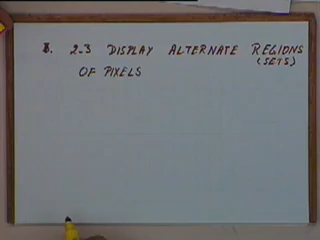 2-3 DISPLAY ALTERNATE REGIONS
(SETS)
OF PIXELS